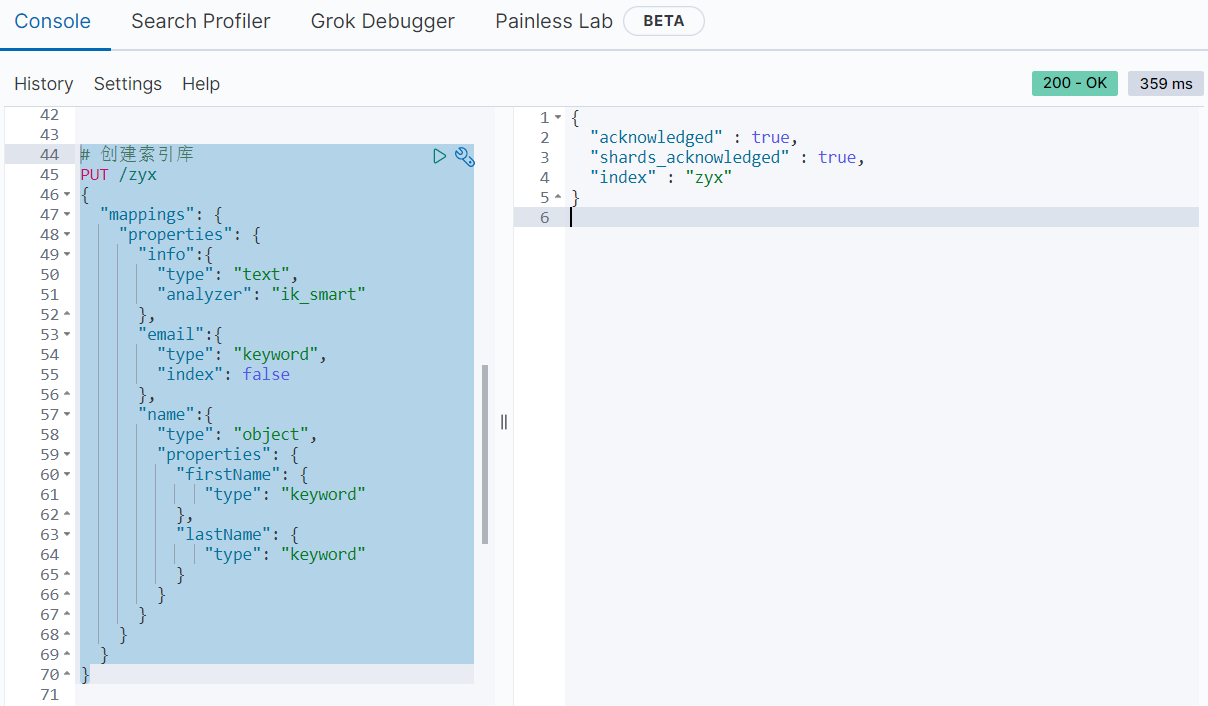 Console Search Profiler Grok Debugger Painless Lab BETA
History Settings Help 200 - OK 359 ms
42
43
44 # 创建索引库
45 PUT /zyx
46 {
47 "mappings": {
48 "properties": {
49 "info":{
50 "type": "text",
51 "analyzer": "ik_smart"
52 },
53 "email":{
54 "type": "keyword",
55 "index": false
56 },
57 "name":{
58 "type": "object",
59 "properties": {
60 "firstName": {
61 "type": "keyword"
62 },
63 "lastName": {
64 "type": "keyword"
65 }
66 }
67 }
68 }
69 }
70 }
71
1 {
2 "acknowledged" : true,
3 "shards_acknowledged" : true,
4 "index" : "zyx"
5 }
6